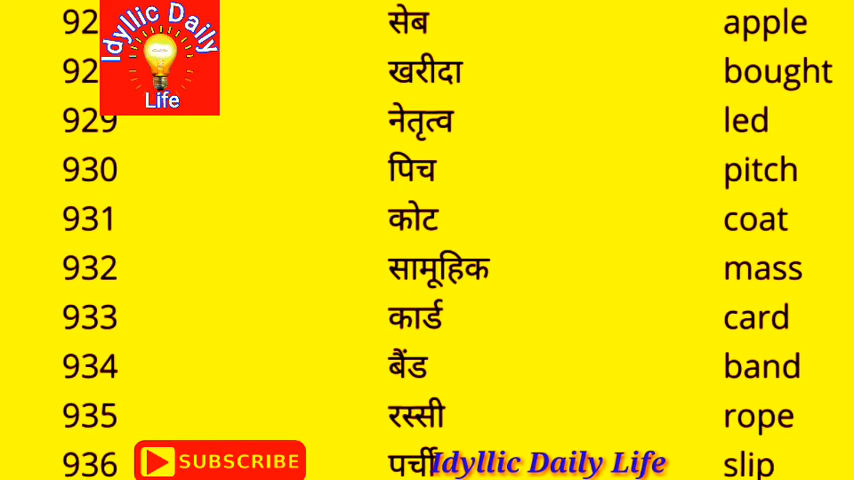 92 सेब apple
92 खरीदा bought
929 नेतृत्व led
930 पिच pitch
931 कोट coat
932 सामूहिक mass
933 कार्ड card
934 बैंड band
935 रस्सी rope
936 पर्ची slip
Idyllic Daily
Life
SUBSCRIBE
Idyllic Daily Life